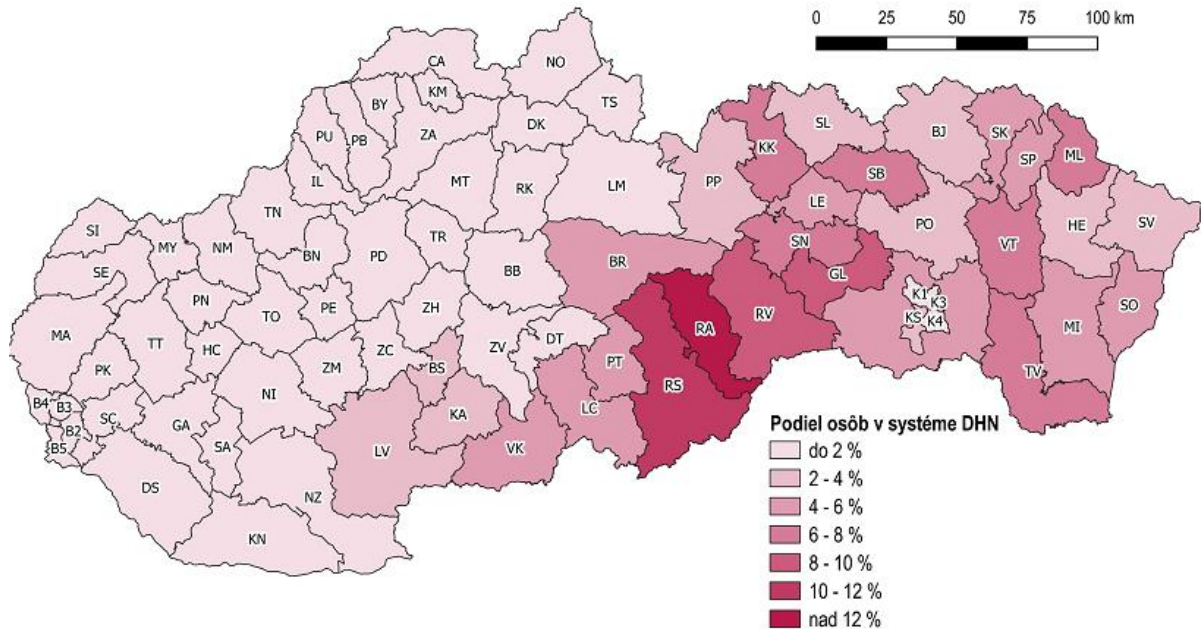 0 25 50 75 100 km
CA
NO
KM
TS
BY
PU
PB
ZA
DK
SL
BJ
SK
KK
SP
ML
SB
IL
MT
RK
LM
PP
LE
TN
SI
MY
NM
TR
PO
HE
SV
BN
PD
BB
BR
SN
VT
SE
GL
PN
PE
ZH
K1
K3
SO
TO
KS
K4
MI
MA
TT
HC
ZM
ZC
ZV
DT
RA
RV
PK
BS
PT
RS
TV
NI
B4
B3
SC
GA
KA
LC
B2
SA
LV
VK
B5
DS
NZ
KN
Podiel osôb v systéme DHN
do 2 %
2 - 4 %
4 - 6 %
6 - 8 %
8 - 10 %
10 - 12 %
nad 12 %